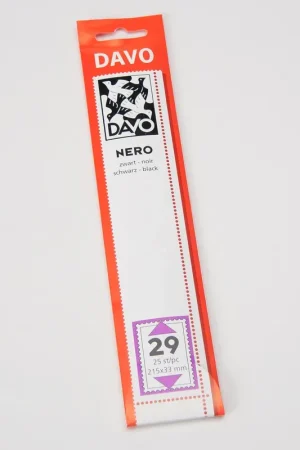 DAVO
DAVO
NERO
zwart - noir
schwarz - black
29
25 st/pc
215x33 mm